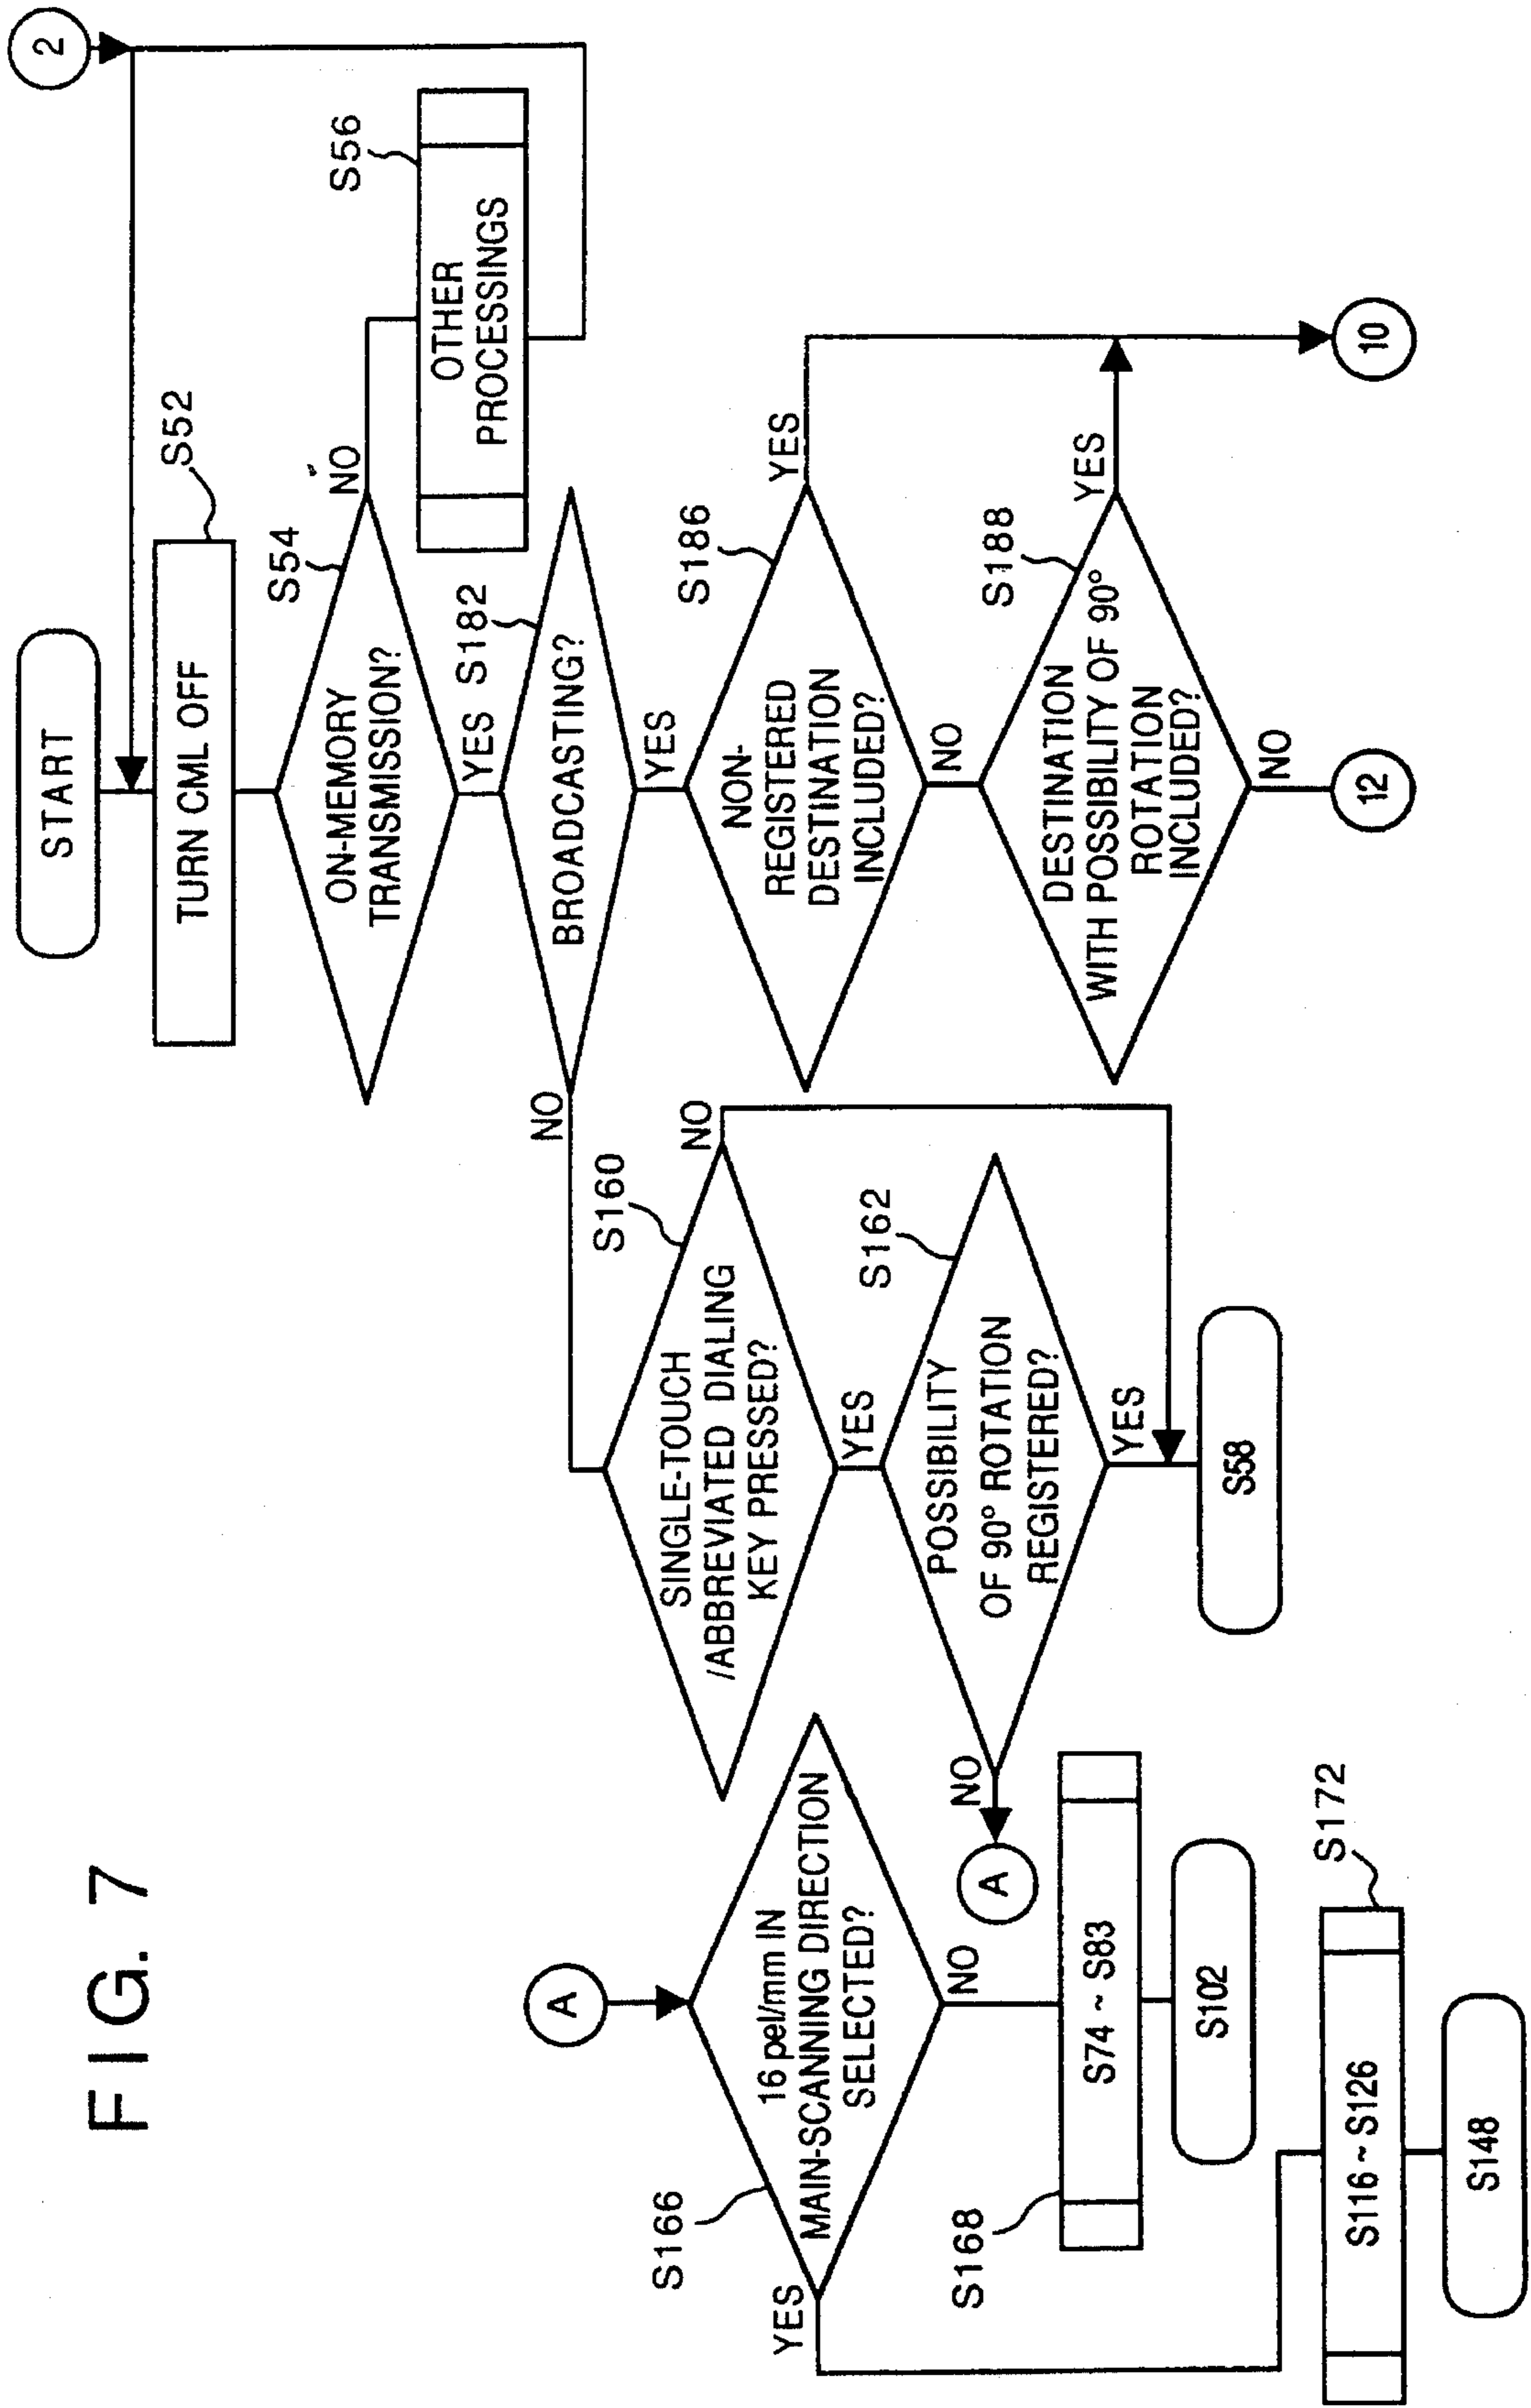 FIG. 7
START
2
TURN CML OFF
S52
ON-MEMORY
TRANSMISSION?
S54
NO
YES
OTHER
PROCESSINGS
S56
BROADCASTING?
S182
NO
YES
NON-
REGISTERED
DESTINATION
INCLUDED?
S186
YES
NO
DESTINATION
WITH POSSIBILITY OF 90°
ROTATION
INCLUDED?
S188
YES
NO
10
12
SINGLE-TOUCH
/ABBREVIATED DIALING
KEY PRESSED?
S160
NO
YES
POSSIBILITY
OF 90° ROTATION
REGISTERED?
S162
NO
YES
A
S58
A
16 pel/mm IN
MAIN-SCANNING DIRECTION
SELECTED?
S166
YES
NO
S74 ~ S83
S168
S102
S116 ~ S126
S172
S148